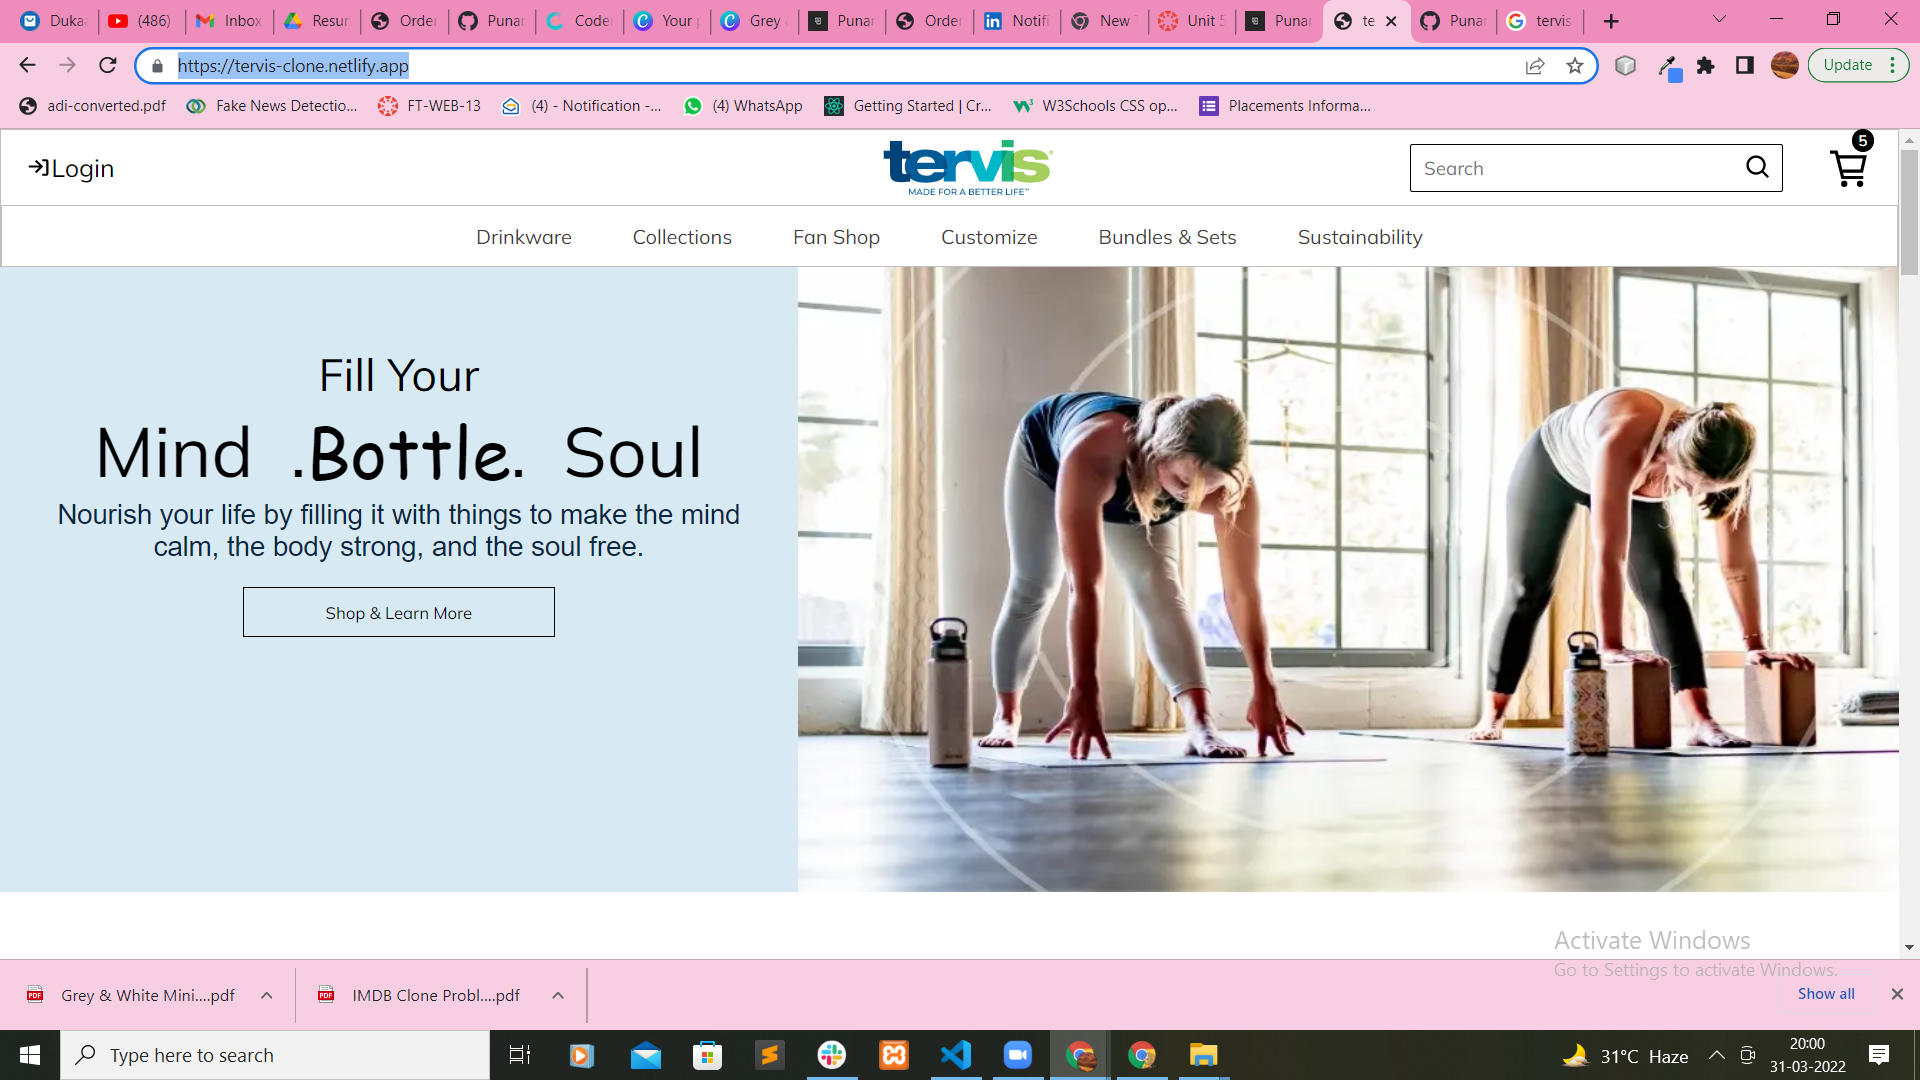 Duka
(486)
Inbox
Resur
Order
Punar
Coder
Your p
Grey &
Punar
Order
Notifi
New T
Unit 5
Punar
te
Punar
tervis
https://tervis-clone.netlify.app
Update
adi-converted.pdf
Fake News Detectio...
FT-WEB-13
(4) - Notification -...
(4) WhatsApp
Getting Started | Cr...
W3Schools CSS op...
Placements Informa...
Login
tervis
MADE FOR A BETTER LIFE™
Search
5
Drinkware
Collections
Fan Shop
Customize
Bundles & Sets
Sustainability
Fill Your
Mind .Bottle. Soul
Nourish your life by filling it with things to make the mind
calm, the body strong, and the soul free.
Shop & Learn More
Activate Windows
Go to Settings to activate Windows.
Grey & White Mini....pdf
IMDB Clone Probl....pdf
Show all
Type here to search
31°C Haze
20:00
31-03-2022